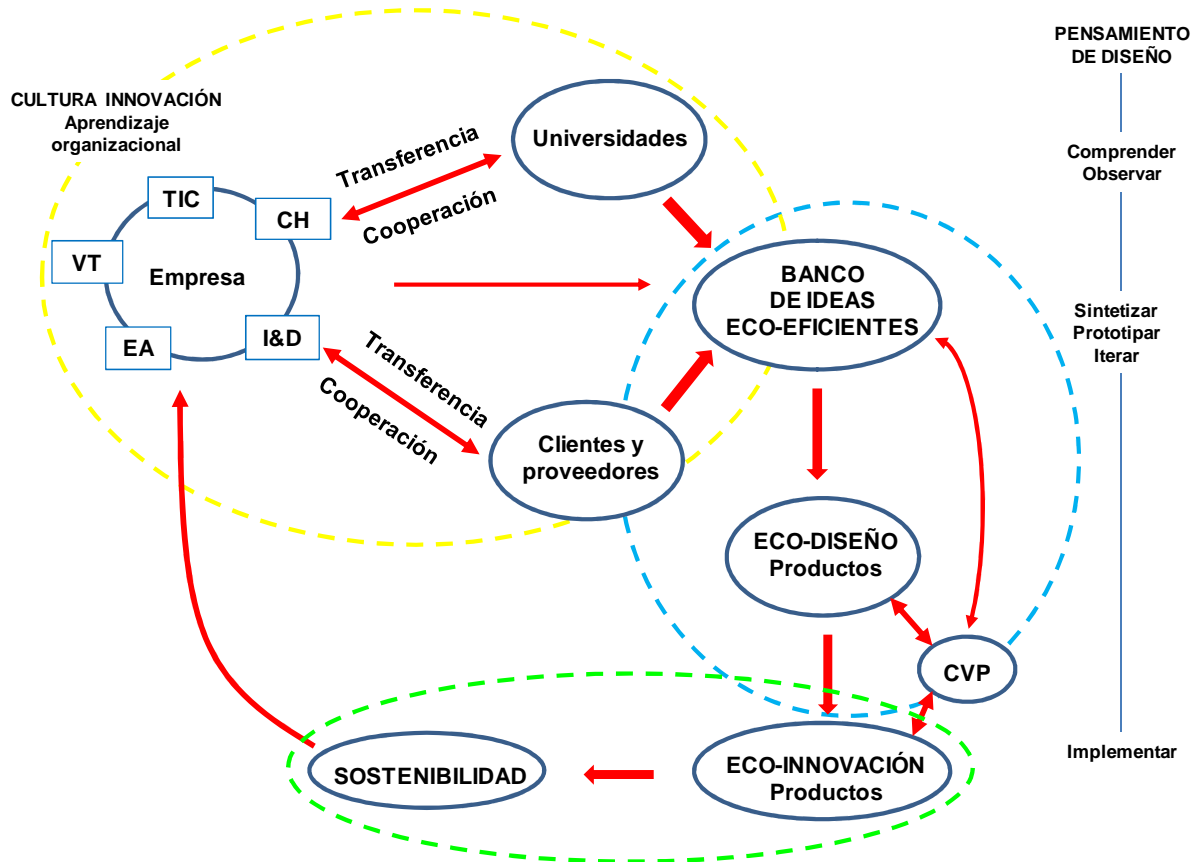 PENSAMIENTO
DE DISEÑO
CULTURA INNOVACIÓN
Aprendizaje
organizacional
Universidades
Transferencia
Cooperación
Comprender
Observar
TIC
CH
VT
Empresa
EA
I&D
BANCO
DE IDEAS
ECO-EFICIENTES
Sintetizar
Prototipar
Iterar
Transferencia
Cooperación
Clientes y
proveedores
ECO-DISEÑO
Productos
CVP
SOSTENIBILIDAD
ECO-INNOVACIÓN
Productos
Implementar